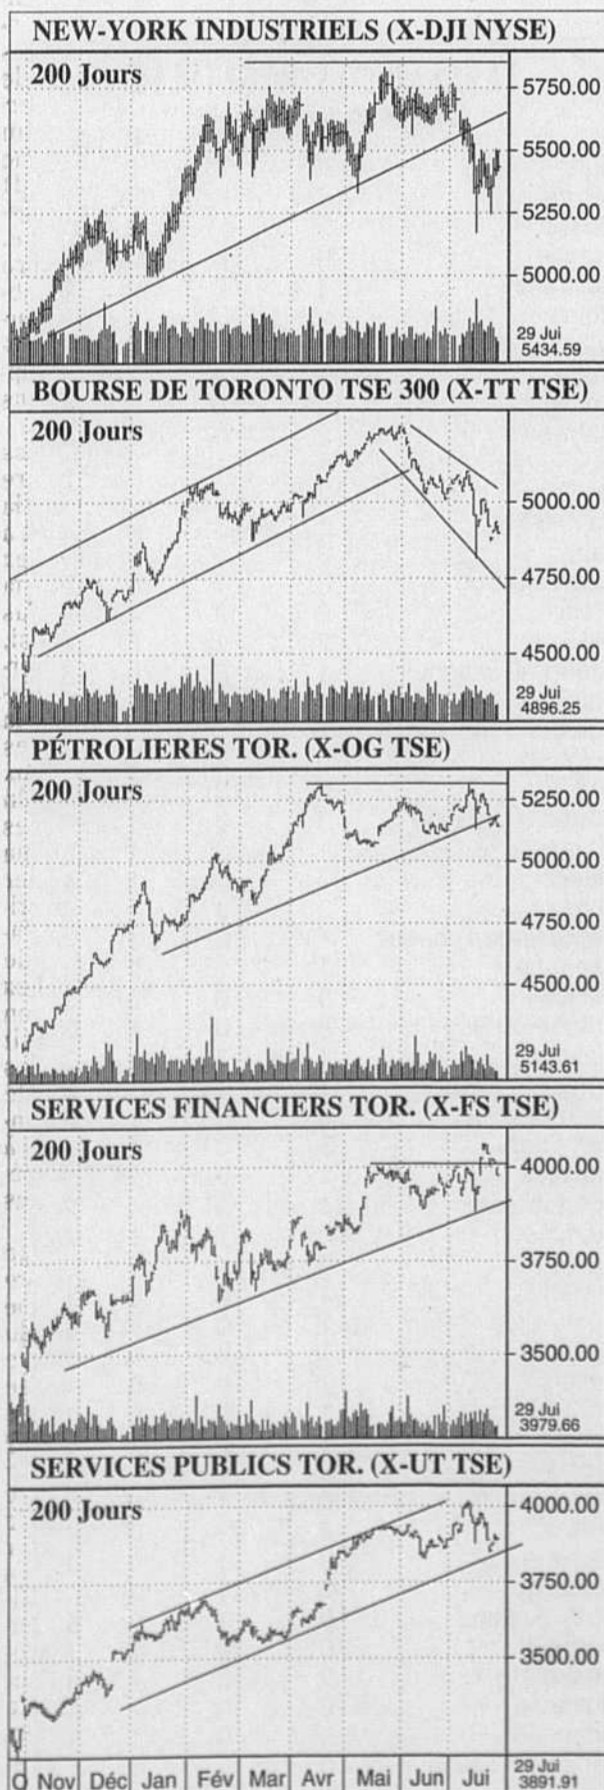 NEW-YORK INDUSTRIELS (X-DJI NYSE)
200 Jours
5750.00
5500.00
5250.00
5000.00
29 Jui
5434.59
BOURSE DE TORONTO TSE 300 (X-TT TSE)
200 Jours
5000.00
4750.00
4500.00
29 Jui
4896.25
PÉTROLIERES TOR. (X-OG TSE)
200 Jours
5250.00
5000.00
4750.00
4500.00
29 Jui
5143.61
SERVICES FINANCIERS TOR. (X-FS TSE)
200 Jours
4000.00
3750.00
3500.00
29 Jui
3979.66
SERVICES PUBLICS TOR. (X-UT TSE)
200 Jours
4000.00
3750.00
3500.00
O Nov Déc Jan Fév Mar Avr Mai Jun Jui
29 Jui
3891.91